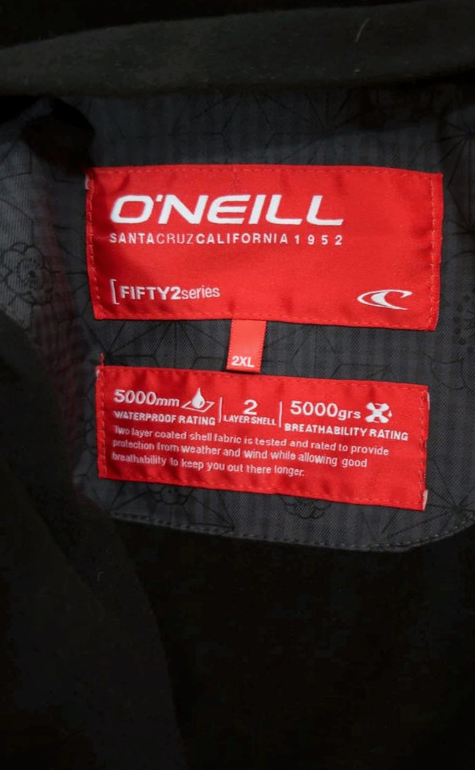 O'NEILL
SANTACRUZCALIFORNIA 1952
[FIFTY2series
2XL
5000mm | 2 | 5000grs
WATERPROOF RATING | LAYER SHELL | BREATHABILITY RATING
Two layer coated shell fabric is tested and rated to provide
protection from weather and wind while allowing good
breathability to keep you out there longer.